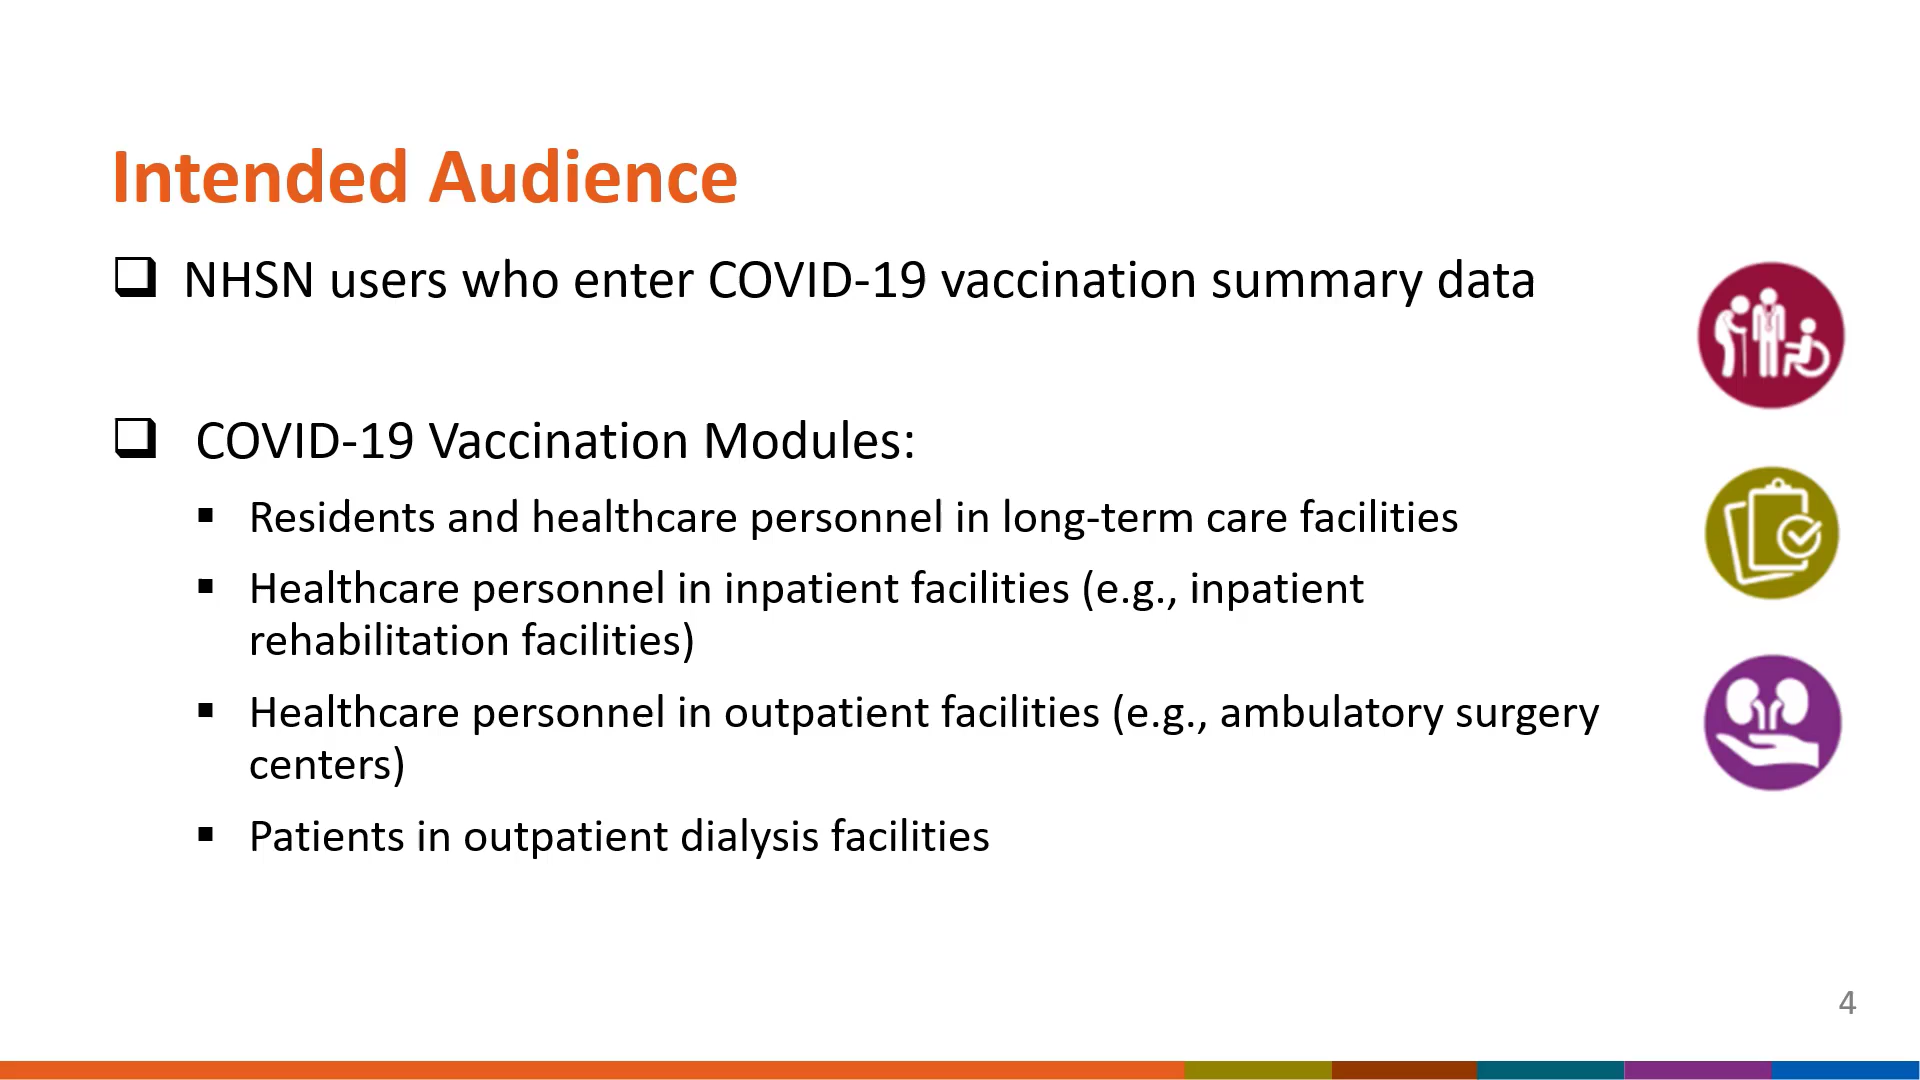 Intended Audience
NHSN users who enter COVID-19 vaccination summary data
COVID-19 Vaccination Modules:
Residents and healthcare personnel in long-term care facilities
Healthcare personnel in inpatient facilities (e.g., inpatient
rehabilitation facilities)
Healthcare personnel in outpatient facilities (e.g., ambulatory surgery
centers)
Patients in outpatient dialysis facilities
4